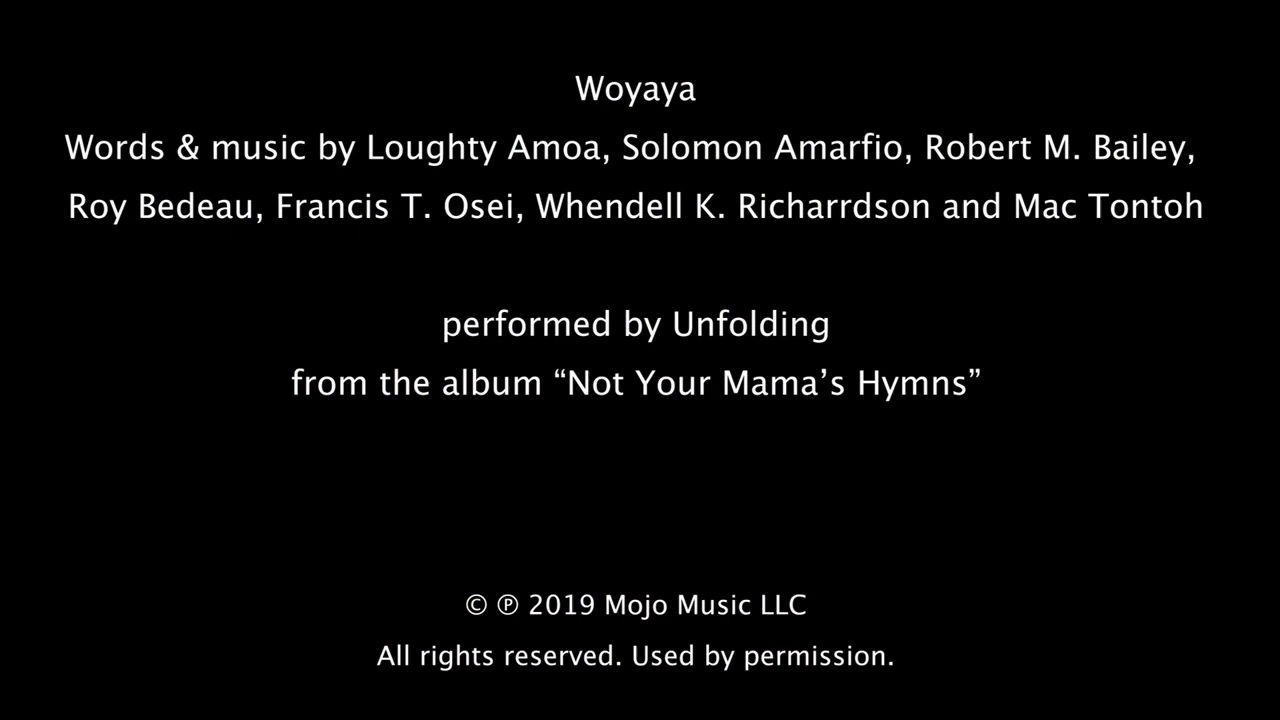 Woyaya
Words & music by Loughty Amoa, Solomon Amarfio, Robert M. Bailey,
Roy Bedeau, Francis T. Osei, Whendell K. Richarrdson and Mac Tontoh
performed by Unfolding
from the album “Not Your Mama’s Hymns”
© ℗ 2019 Mojo Music LLC
All rights reserved. Used by permission.